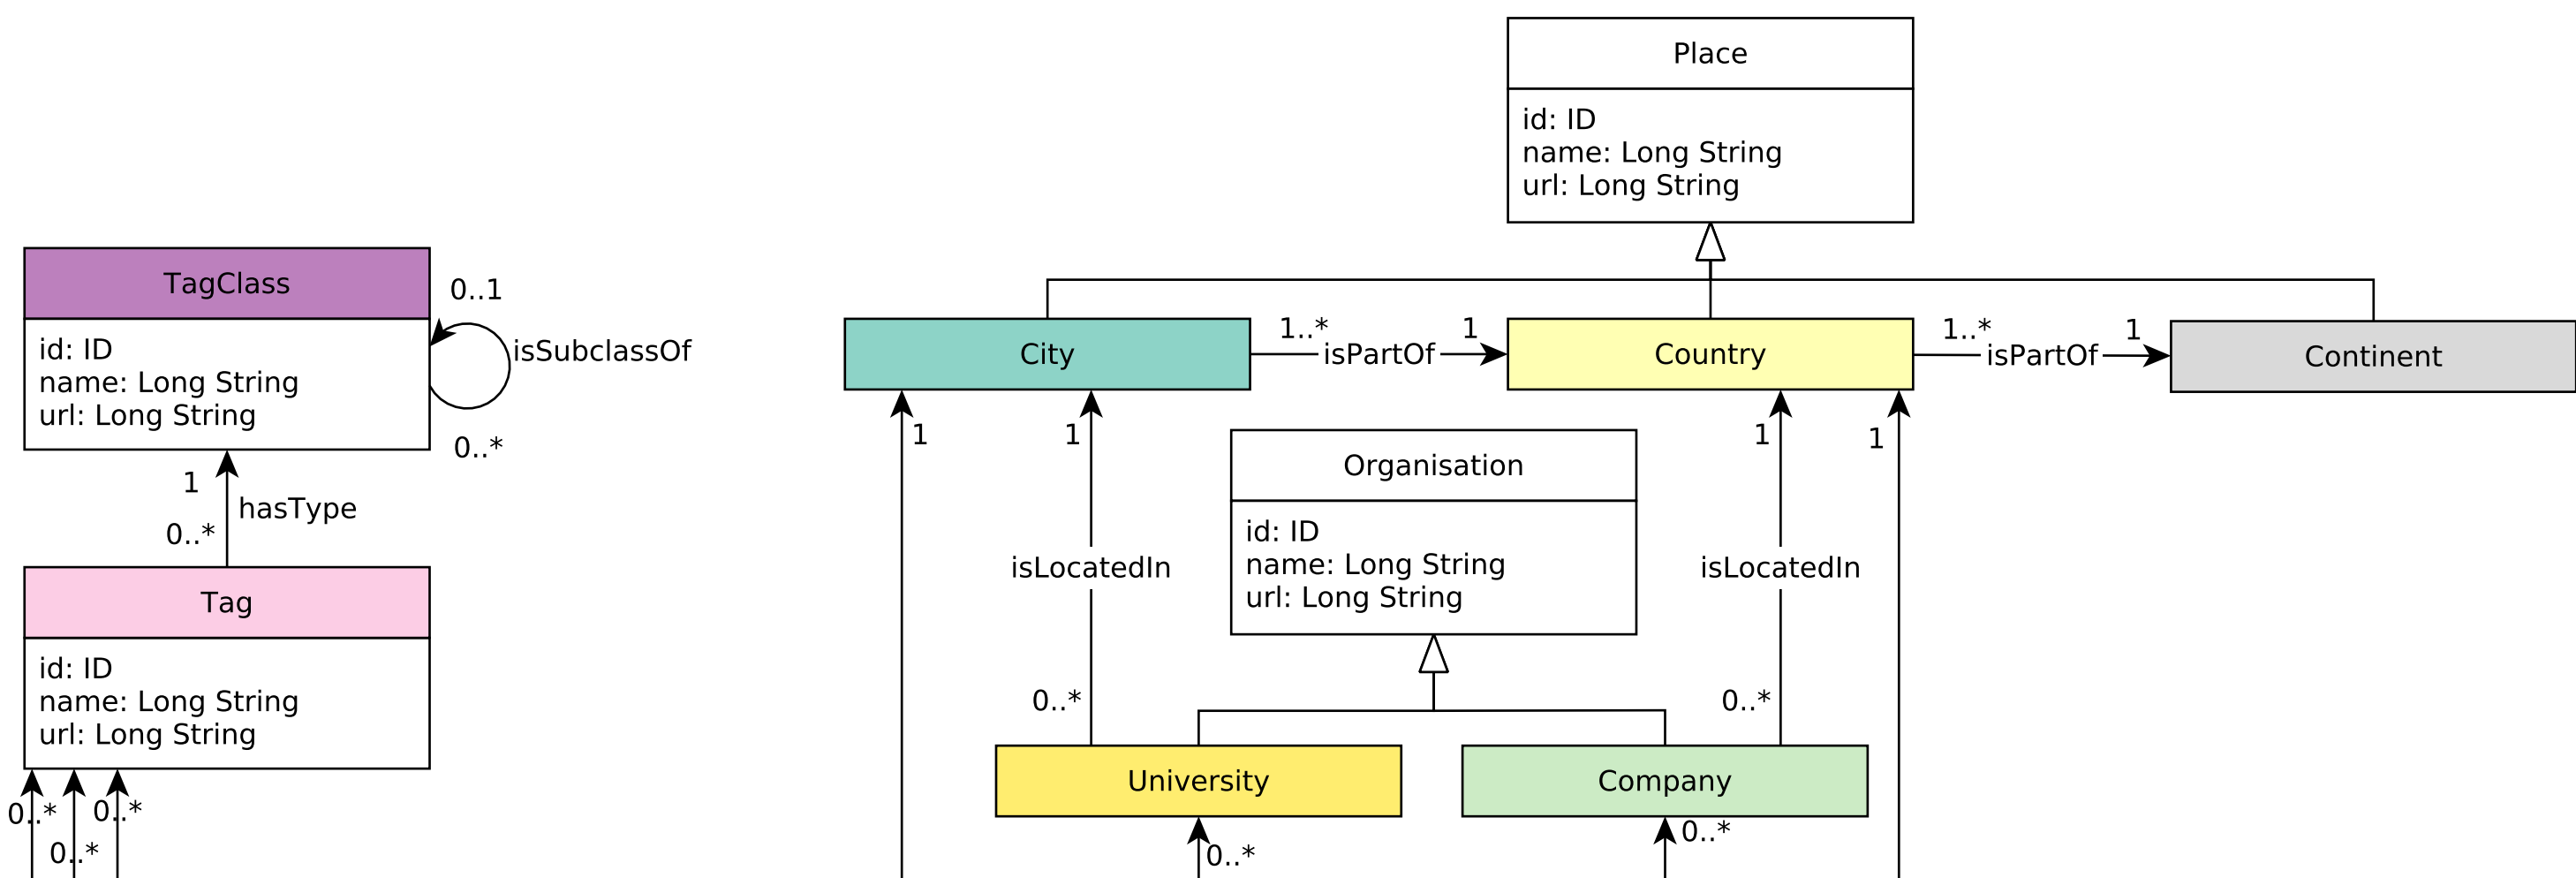 Place
id: ID
name: Long String
url: Long String
TagClass
id: ID
name: Long String
url: Long String
0..1
isSubclassOf
0..*
City
1..*
isPartOf
1
Country
1..*
isPartOf
1
Continent
1
1
1
1
Organisation
id: ID
name: Long String
url: Long String
1
hasType
0..*
isLocatedIn
isLocatedIn
Tag
id: ID
name: Long String
url: Long String
0..*
0..*
University
Company
0..*
0..*
0..*
0..*
0..*